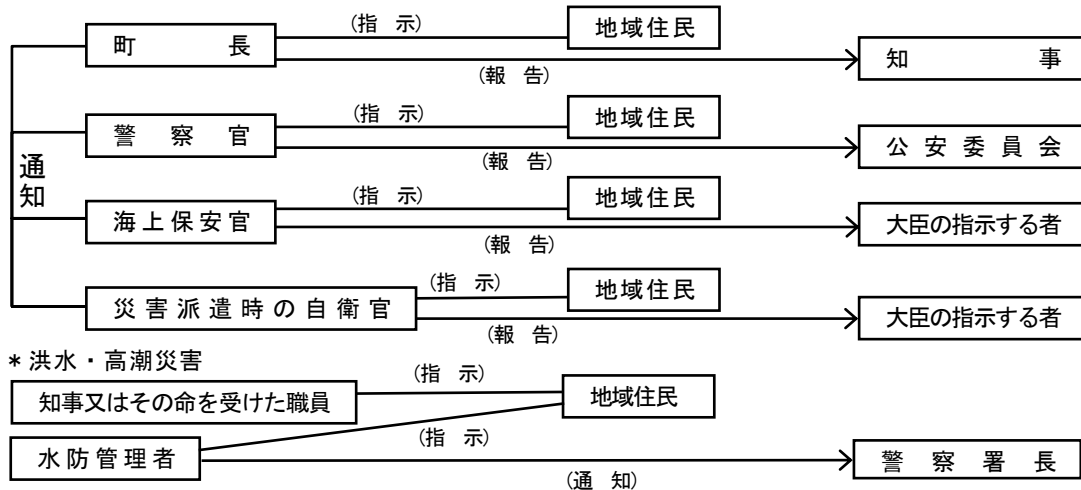 (指 示) 地域住民
町 長
(報 告) 知 事
(指 示) 地域住民
警 察 官
(報 告) 公 安 委 員 会
通知
(指 示) 地域住民
海上保安官
(報 告) 大臣の指示する者
(指 示) 地域住民
災害派遣時の自衛官
(報 告) 大臣の指示する者
*洪水・高潮災害
(指 示) 地域住民
知事又はその命を受けた職員
(指 示)
水防管理者 警 察 署 長
(通 知)